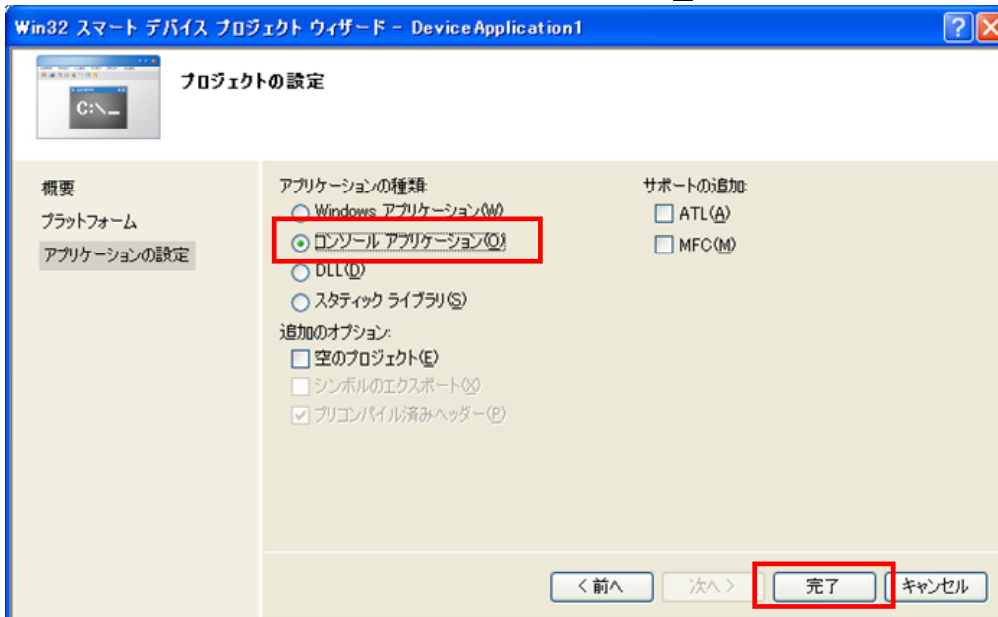 Win32 スマート デバイス プロジェクト ウィザード - DeviceApplication1
C:\_
プロジェクトの設定
概要
プラットフォーム
アプリケーションの設定
アプリケーションの種類:
Windows アプリケーション(W)
コンソール アプリケーション(O)
DLL(D)
スタティック ライブラリ(S)
追加のオプション:
空のプロジェクト(E)
シンボルのエクスポート(X)
プリコンパイル済みヘッダー(P)
サポートの追加:
ATL(A)
MFC(M)
< 前へ
次へ >
完了
キャンセル